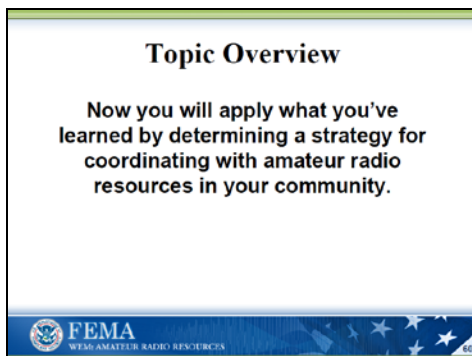 Topic Overview
Now you will apply what you've
learned by determining a strategy for
coordinating with amateur radio
resources in your community.
FEMA
WEM: AMATEUR RADIO RESOURCES